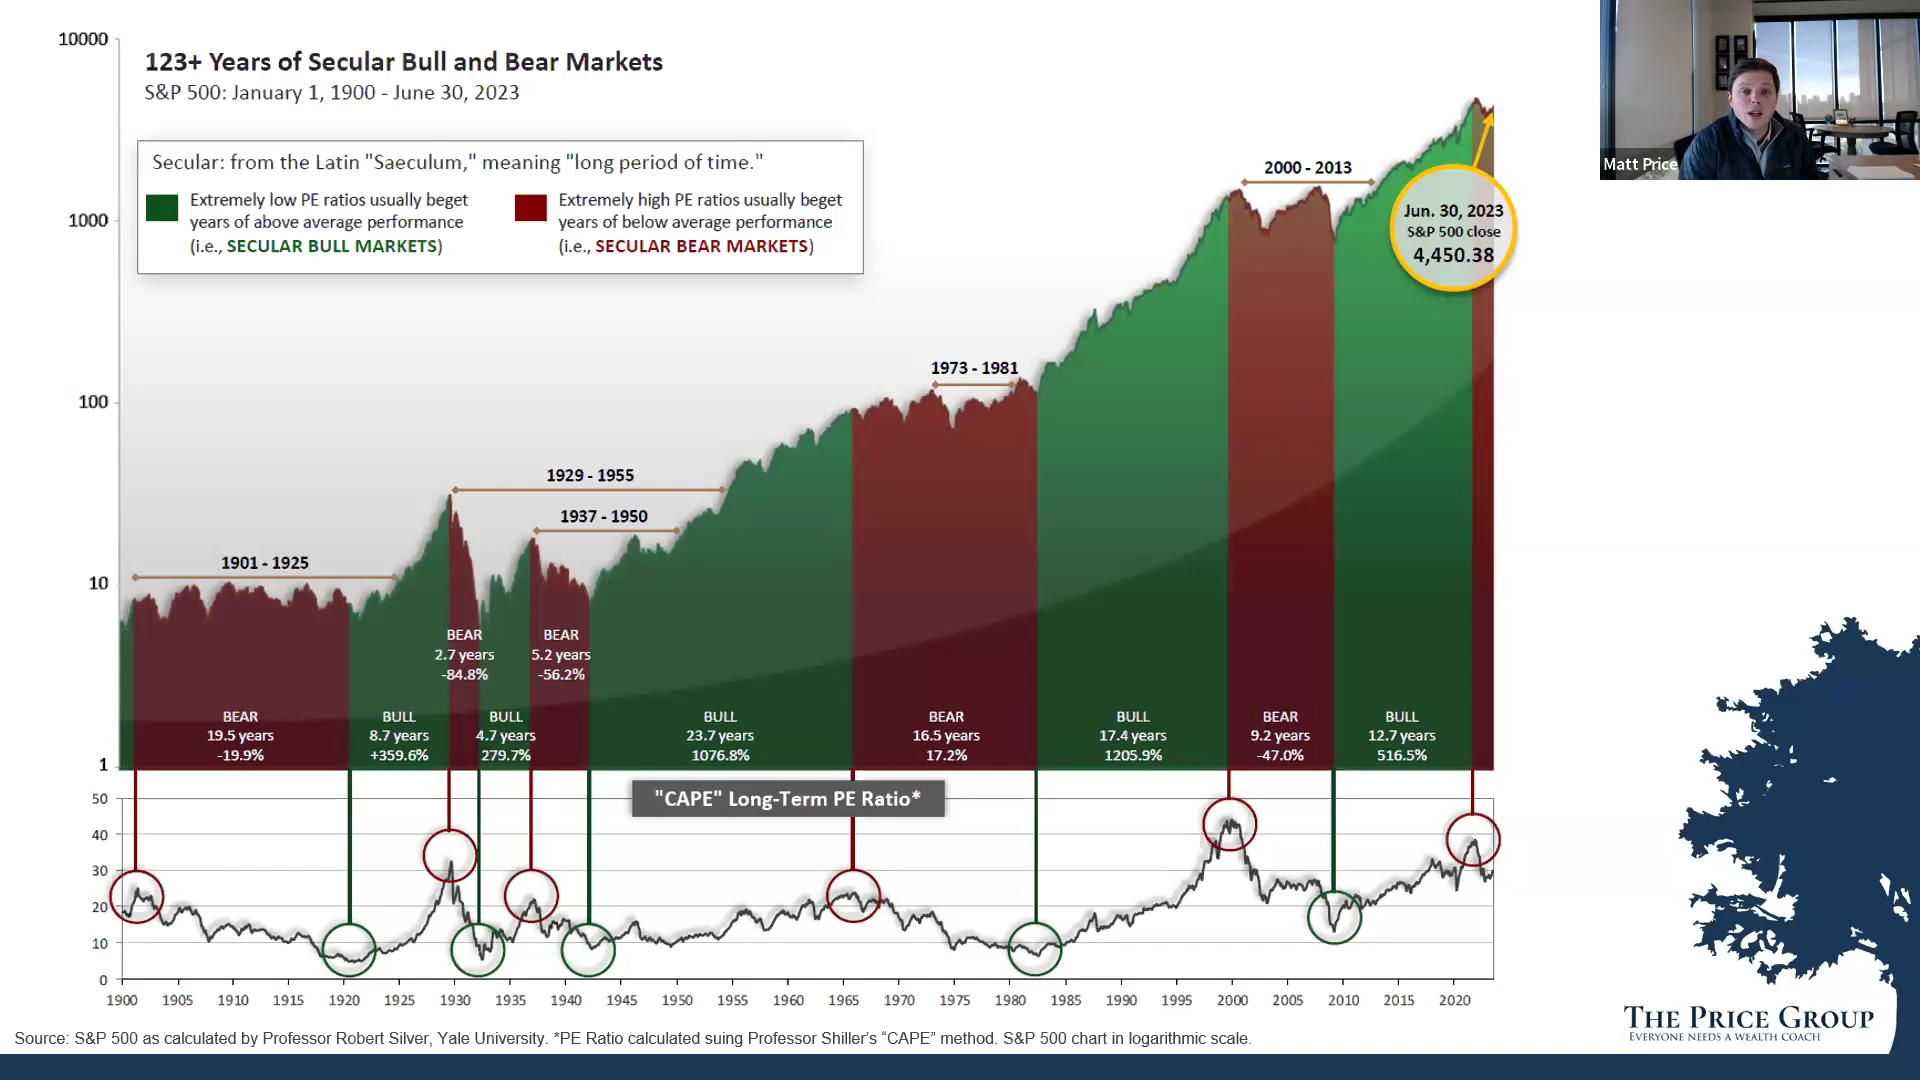 123+ Years of Secular Bull and Bear Markets
S&P 500: January 1, 1900 - June 30, 2023
Secular: from the Latin "Saeculum," meaning "long period of time."
Extremely low PE ratios usually beget
years of above average performance
(i.e., SECULAR BULL MARKETS)
Extremely high PE ratios usually beget
years of below average performance
(i.e., SECULAR BEAR MARKETS)
Matt Price
10000
1000
100
10
1
2000 - 2013
Jun. 30, 2023
S&P 500 close
4,450.38
1973 - 1981
1929 - 1955
1937 - 1950
1901 - 1925
BEAR
2.7 years
-84.8%
BEAR
5.2 years
-56.2%
BEAR
19.5 years
-19.9%
BULL
8.7 years
+359.6%
BULL
4.7 years
279.7%
BULL
23.7 years
1076.8%
BEAR
16.5 years
17.2%
BULL
17.4 years
1205.9%
BEAR
9.2 years
-47.0%
BULL
12.7 years
516.5%
"CAPE" Long-Term PE Ratio*
50
40
30
20
10
0
1900 1905 1910 1915 1920 1925 1930 1935 1940 1945 1950 1955 1960 1965 1970 1975 1980 1985 1990 1995 2000 2005 2010 2015 2020
THE PRICE GROUP
EVERYONE NEEDS A WEALTH COACH
Source: S&P 500 as calculated by Professor Robert Silver, Yale University. *PE Ratio calculated suing Professor Shiller's “CAPE” method. S&P 500 chart in logarithmic scale.